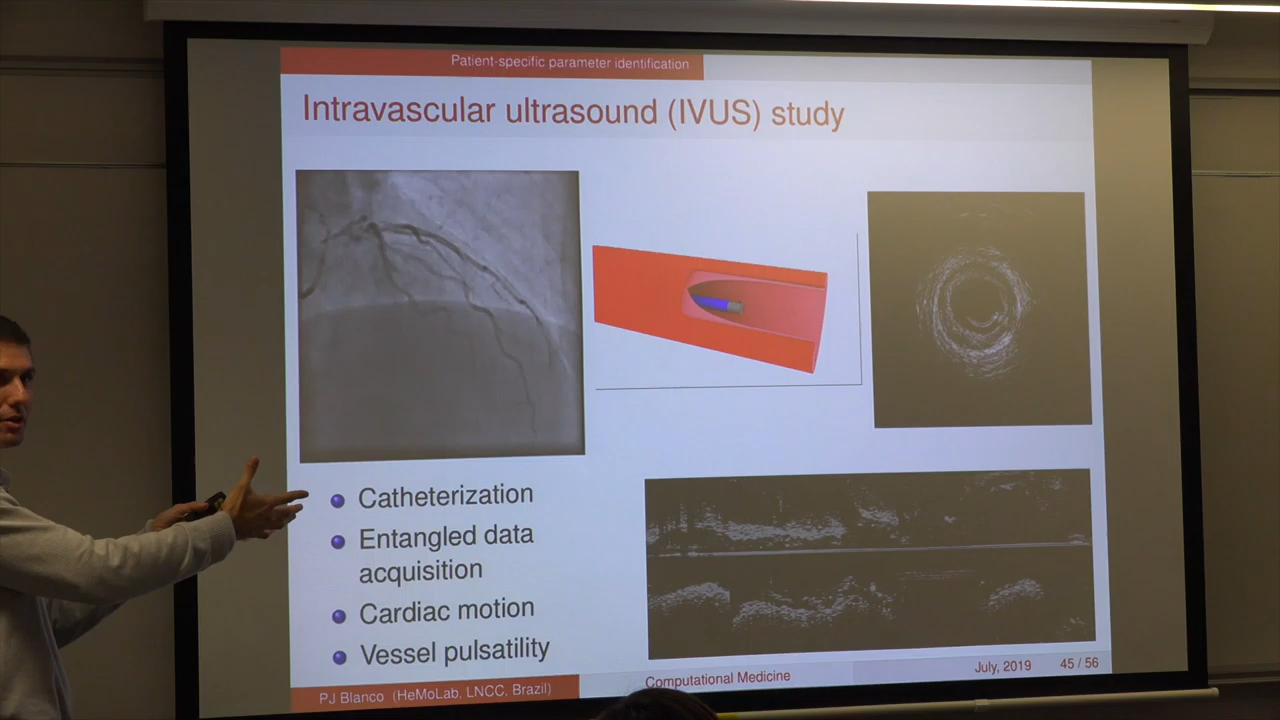 Patient-specific parameter identification
Intravascular ultrasound (IVUS) study
Catheterization
Entangled data
acquisition
Cardiac motion
Vessel pulsatility
PJ Blanco (HeMoLab, LNCC, Brazil)
Computational Medicine
July, 2019
45 / 56